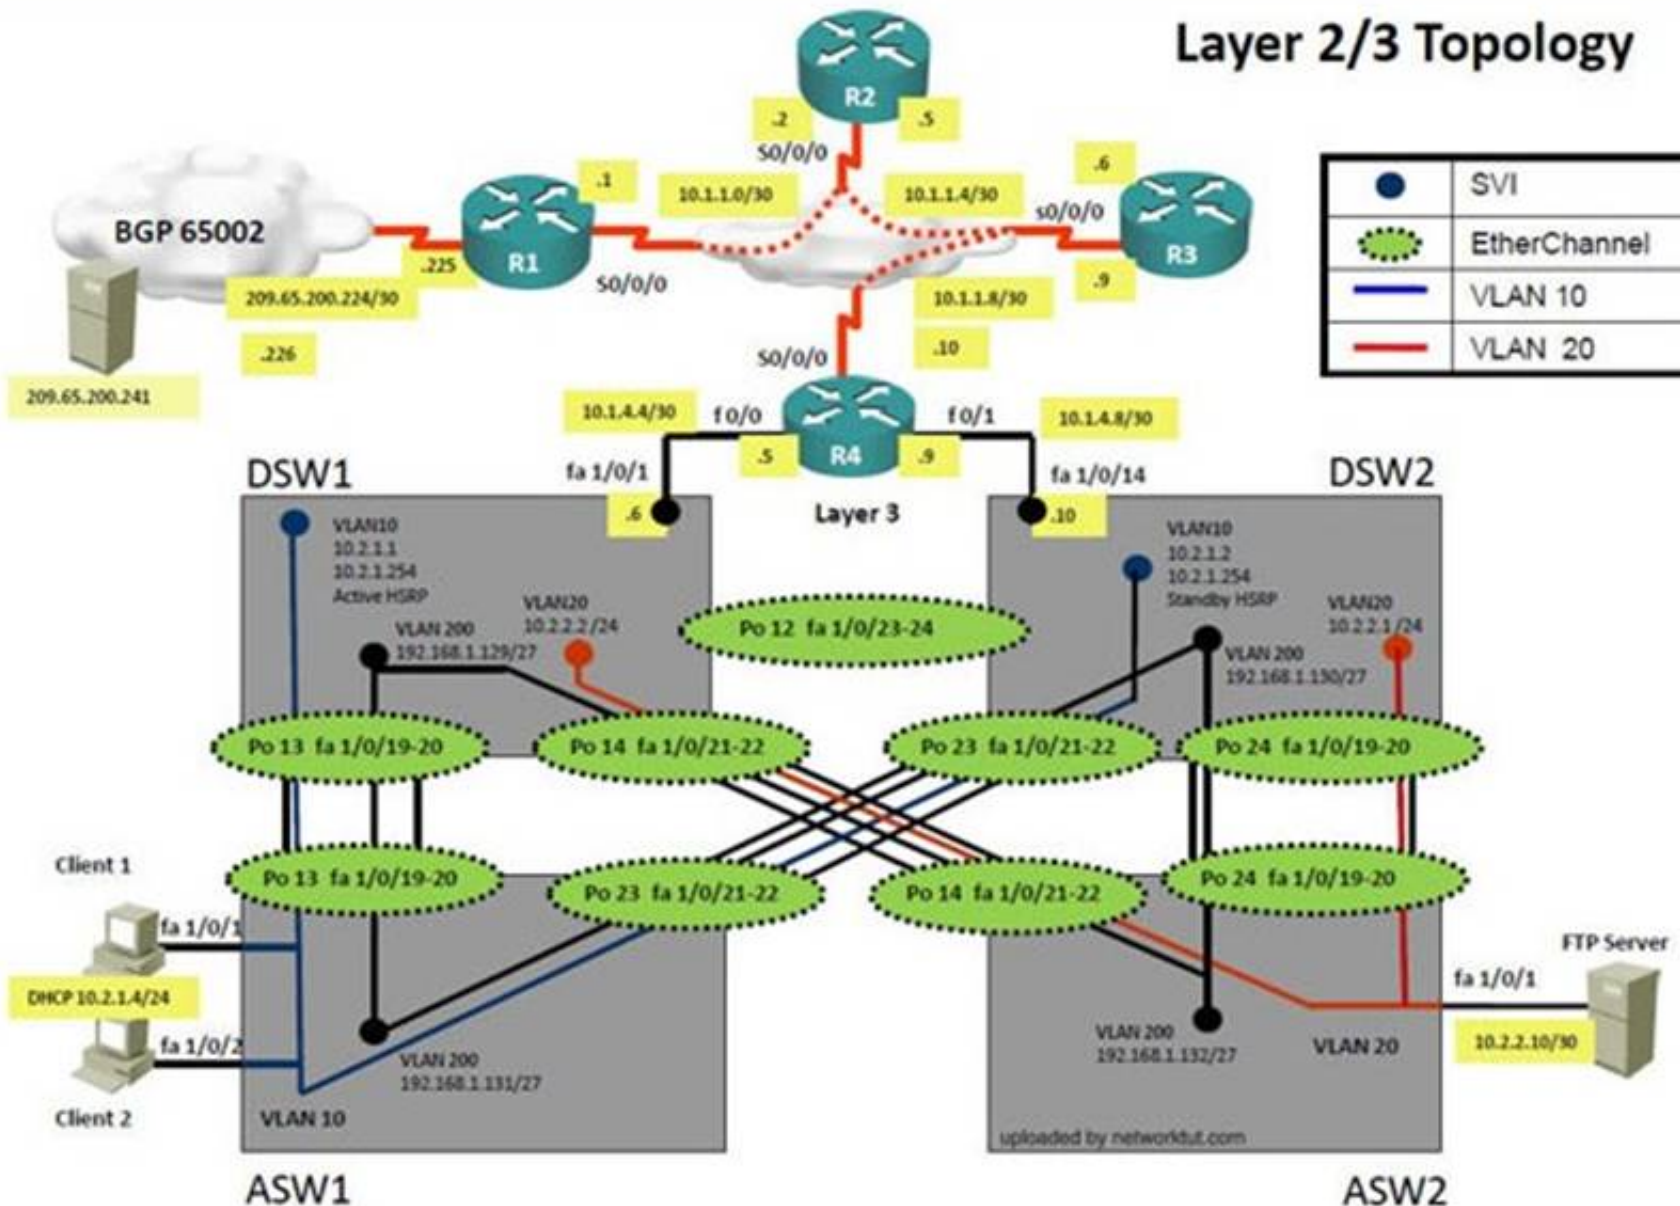 Layer 2/3 Topology
R2
.2
.5
S0/0/0
.1
10.1.1.0/30
10.1.1.4/30
.6
s0/0/0
R3
.9
BGP 65002
R1
.225
S0/0/0
209.65.200.224/30
.226
209.65.200.241
10.1.1.8/30
.10
S0/0/0
SVI
EtherChannel
VLAN 10
VLAN 20
10.1.4.4/30
f 0/0
f 0/1
10.1.4.8/30
.5
R4
.9
fa 1/0/1
fa 1/0/14
Layer 3
DSW1
DSW2
.6
.10
VLAN10
10.2.1.1
10.2.1.254
Active HSRP
VLAN20
10.2.2.2/24
VLAN 200
192.168.1.129/27
Po 12 fa 1/0/23-24
VLAN10
10.2.1.2
10.2.1.254
Standby HSRP
VLAN20
10.2.2.1/24
VLAN 200
192.168.1.130/27
Po 13 fa 1/0/19-20
Po 14 fa 1/0/21-22
Po 23 fa 1/0/21-22
Po 24 fa 1/0/19-20
Po 13 fa 1/0/19-20
Po 23 fa 1/0/21-22
Po 14 fa 1/0/21-22
Po 24 fa 1/0/19-20
Client 1
fa 1/0/1
DHCP 10.2.1.4/24
fa 1/0/2
Client 2
VLAN 200
192.168.1.131/27
VLAN 10
VLAN 200
192.168.1.132/27
VLAN 20
FTP Server
fa 1/0/1
10.2.2.10/30
uploaded by networktut.com
ASW1
ASW2